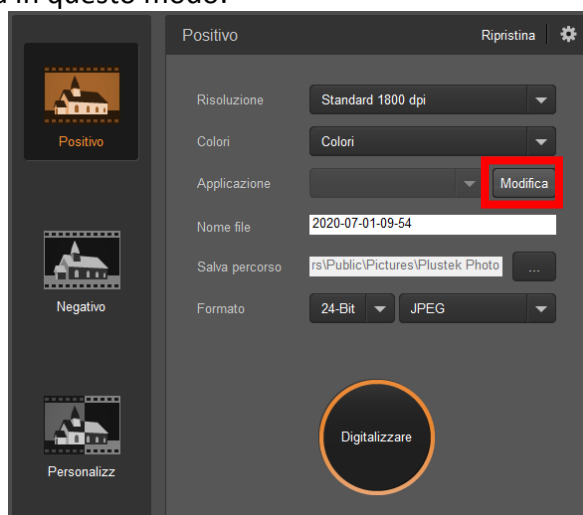 in questo modo:
Positivo
Ripristina
Positivo
Risoluzione Standard 1800 dpi
Colori Colori
Applicazione Modifica
Nome file 2020-07-01-09-54
Salva percorso rs\Public\Pictures\Plustek Photo ...
Negativo
Formato 24-Bit JPEG
Digitalizzare
Personalizz